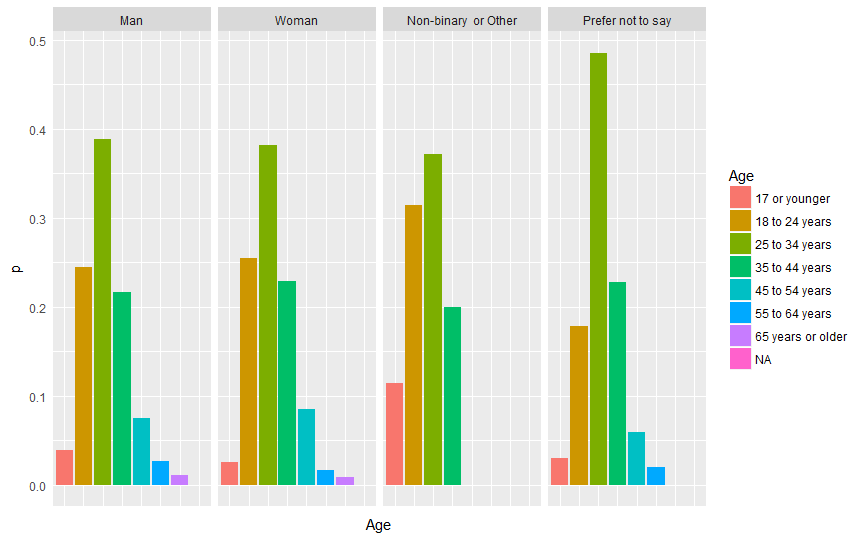 Man Woman Non-binary or Other Prefer not to say
0.5
0.4
0.3
0.2
0.1
0.0
p
Age
Age
17 or younger
18 to 24 years
25 to 34 years
35 to 44 years
45 to 54 years
55 to 64 years
65 years or older
NA